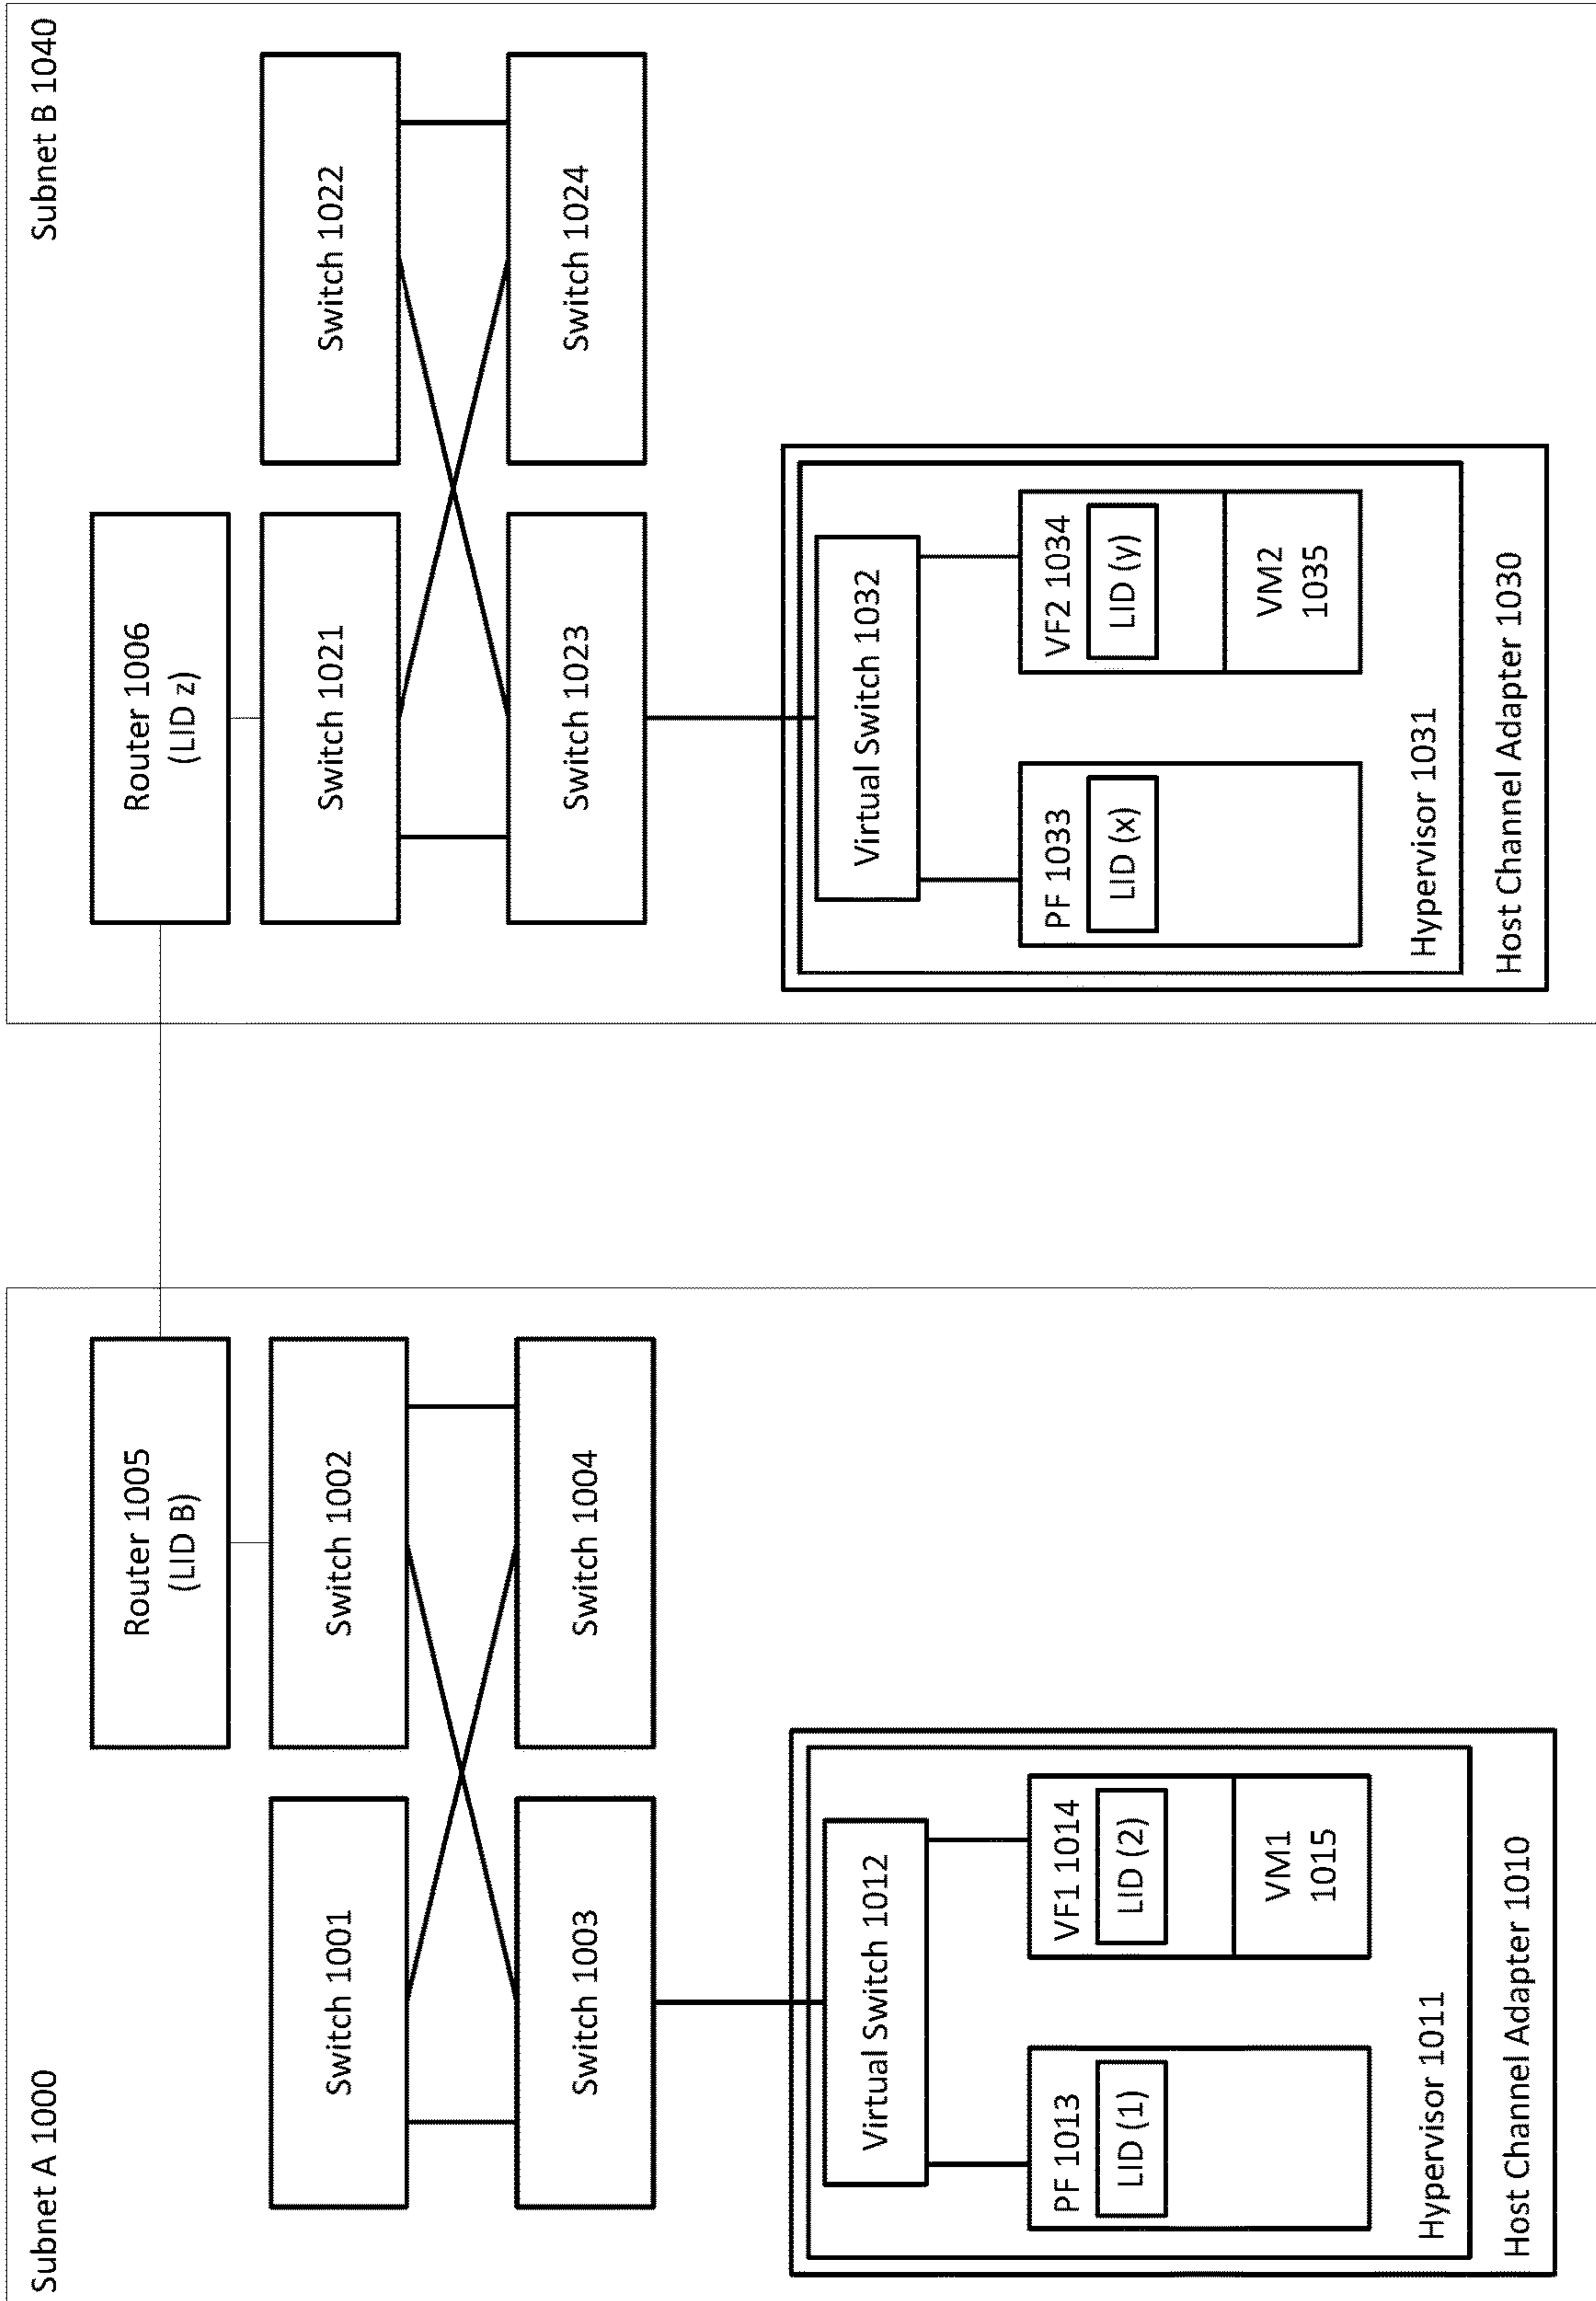 Subnet A 1000
Router 1005
(LID B)
Switch 1001
Switch 1002
Switch 1003
Switch 1004
Virtual Switch 1012
PF 1013
LID (1)
VF1 1014
LID (2)
VM1
1015
Hypervisor 1011
Host Channel Adapter 1010
Subnet B 1040
Router 1006
(LID z)
Switch 1021
Switch 1022
Switch 1023
Switch 1024
Virtual Switch 1032
PF 1033
LID (x)
VF2 1034
LID (y)
VM2
1035
Hypervisor 1031
Host Channel Adapter 1030